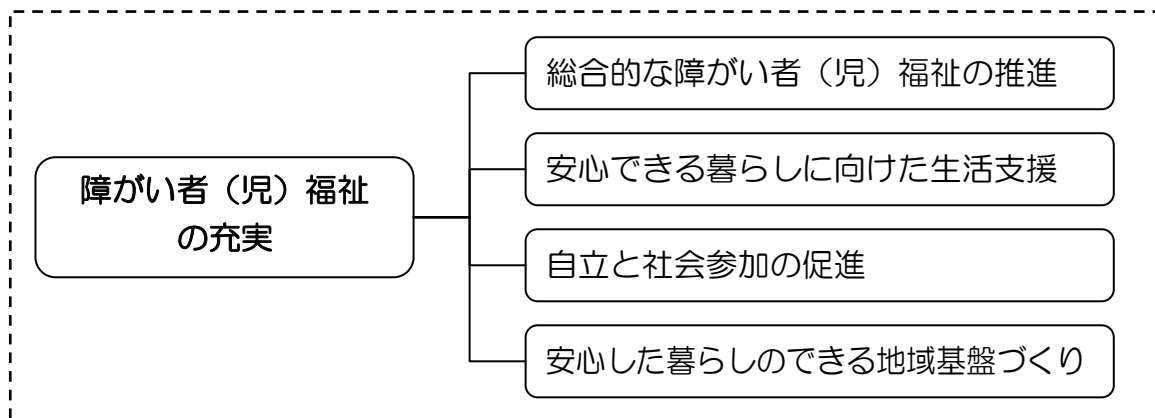 障がい者（児）福祉
の充実
総合的な障がい者（児）福祉の推進
安心できる暮らしに向けた生活支援
自立と社会参加の促進
安心した暮らしのできる地域基盤づくり